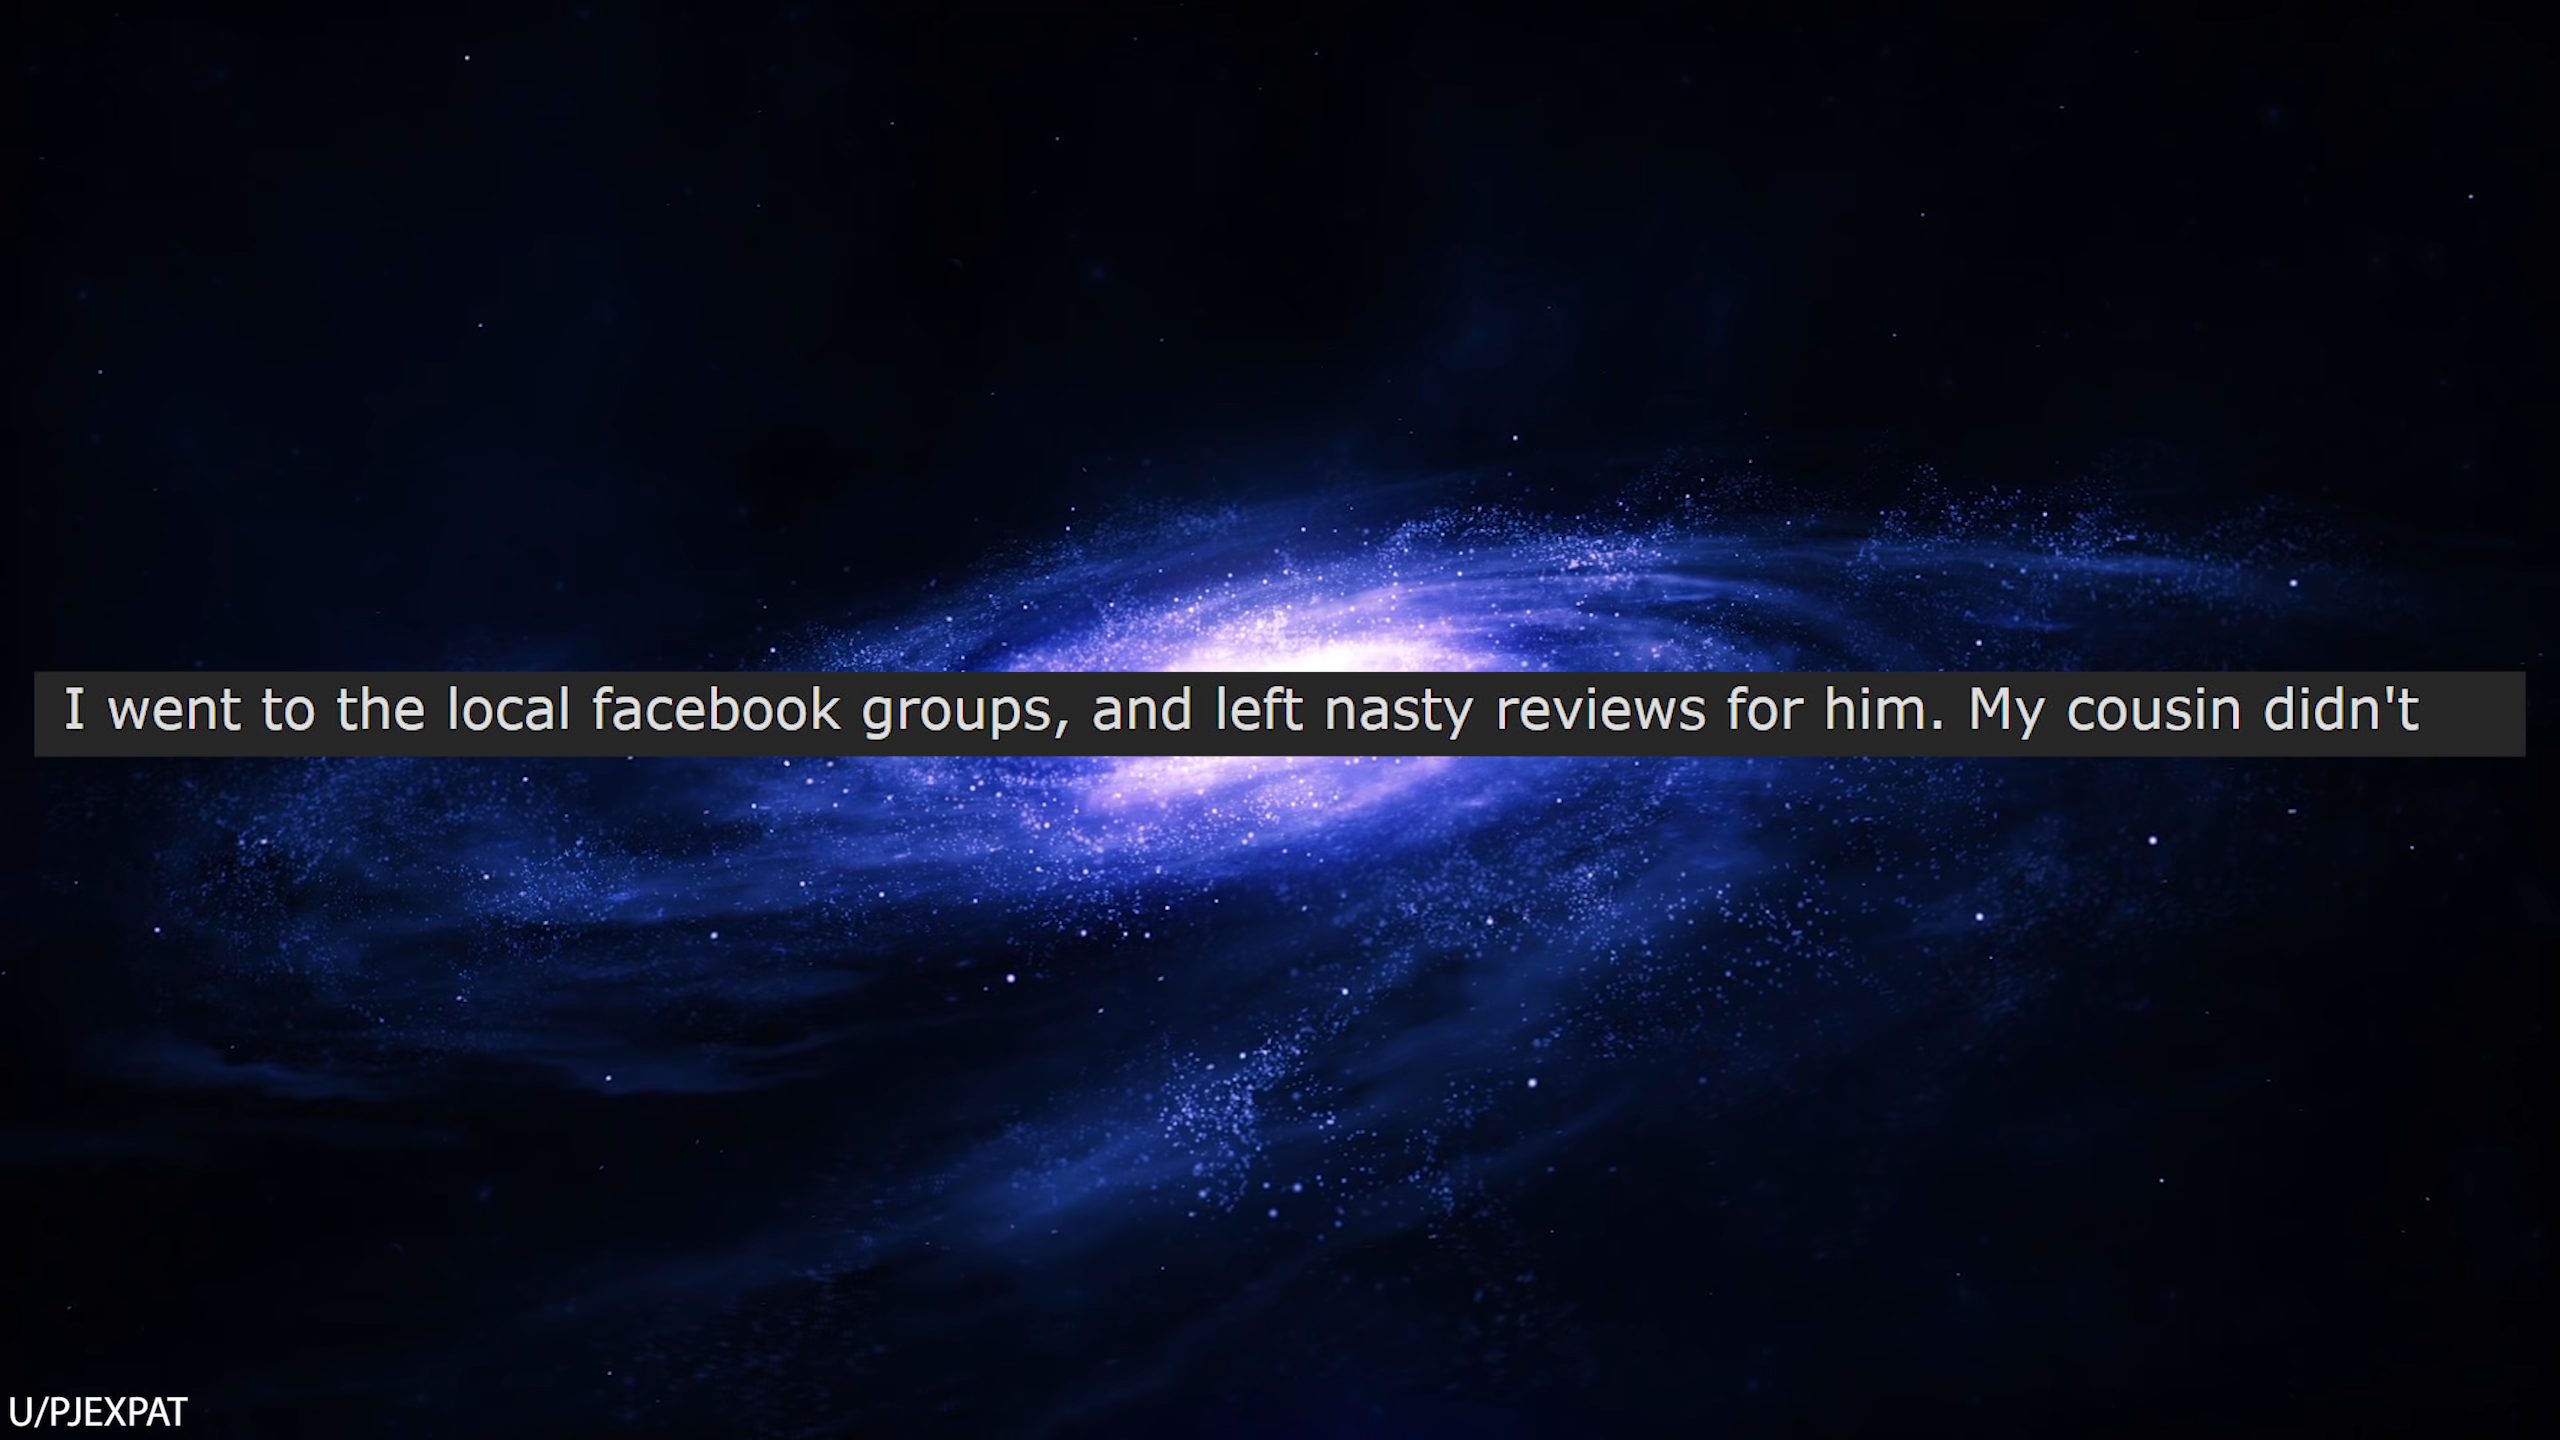 I went to the local facebook groups, and left nasty reviews for him. My cousin didn't
U/PJEXPAT